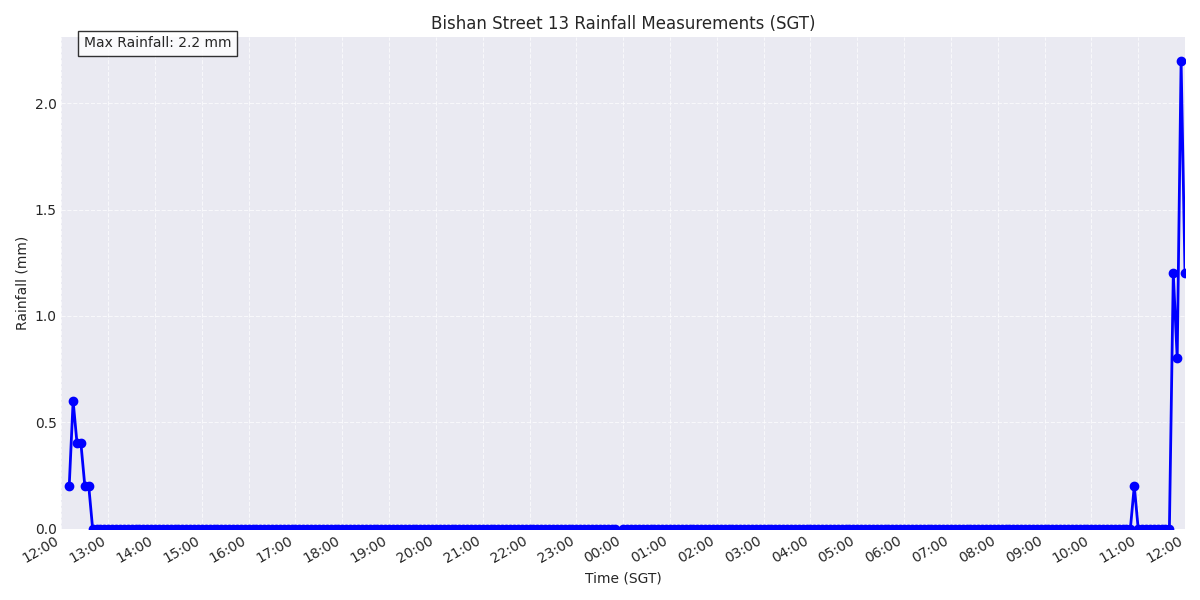 Bishan Street 13 Rainfall Measurements (SGT)
Max Rainfall: 2.2 mm
2.0
1.5
1.0
0.5
0.0
Rainfall (mm)
12:00 13:00 14:00 15:00 16:00 17:00 18:00 19:00 20:00 21:00 22:00 23:00 00:00 01:00 02:00 03:00 04:00 05:00 06:00 07:00 08:00 09:00 10:00 11:00 12:00
Time (SGT)